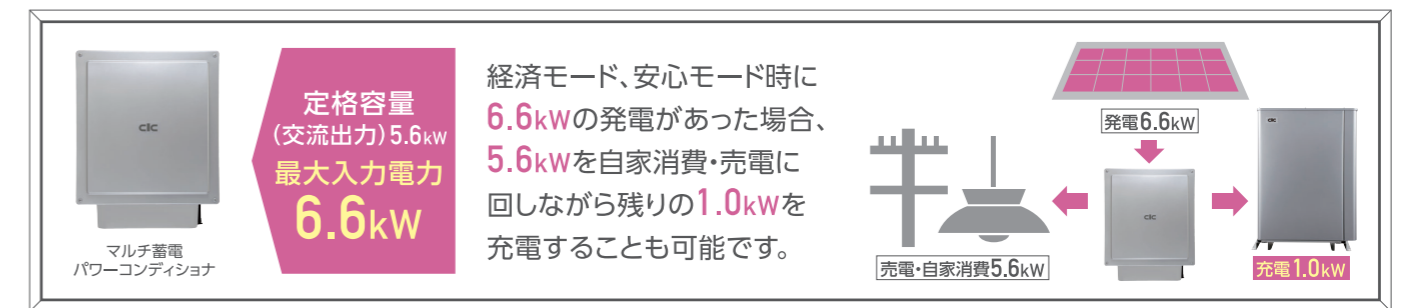 CIC
マルチ蓄電
パワーコンディショナ
定格容量
(交流出力)5.6kW
最大入力電力
6.6kW
経済モード、安心モード時に
6.6kWの発電があった場合、
5.6kWを自家消費・売電に
回しながら残りの1.0kWを
充電することも可能です。
発電6.6kW
CIC
CIC
売電・自家消費5.6kW
充電1.0kW